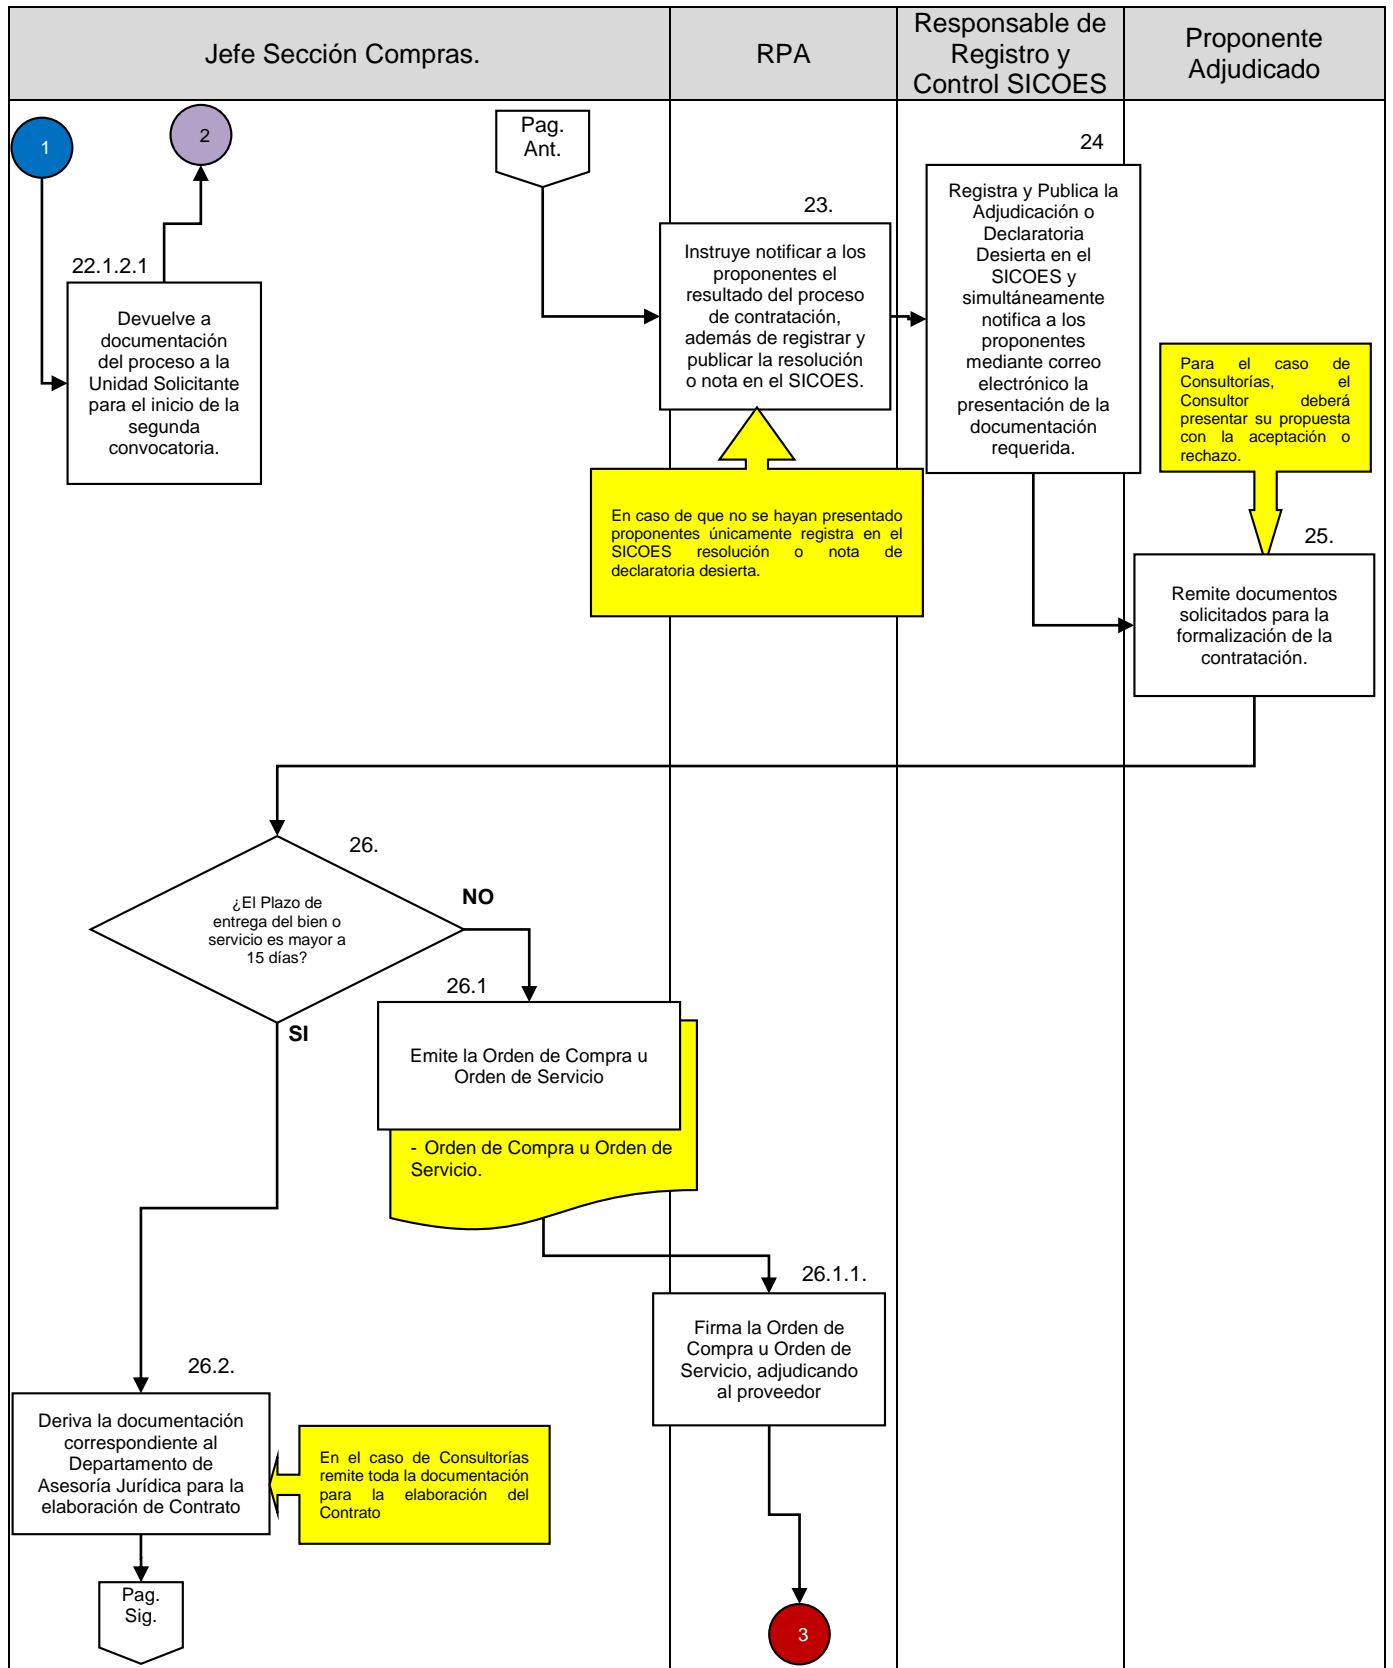 Jefe Sección Compras.
RPA
Responsable de
Registro y
Control SICOES
Proponente
Adjudicado
1
2
Pag.
Ant.
22.1.2.1
Devuelve a
documentación
del proceso a la
Unidad Solicitante
para el inicio de la
segunda
convocatoria.
23.
Instruye notificar a los
proponentes el
resultado del proceso
de contratación,
además de registrar y
publicar la resolución
o nota en el SICOES.
En caso de que no se hayan presentado
proponentes únicamente registra en el
SICOES resolución o nota de
declaratoria desierta.
24
Registra y Publica la
Adjudicación o
Declaratoria
Desierta en el
SICOES y
simultáneamente
notifica a los
proponentes
mediante correo
electrónico la
presentación de la
documentación
requerida.
Para el caso de
Consultorías, el
Consultor deberá
presentar su propuesta
con la aceptación o
rechazo.
25.
Remite documentos
solicitados para la
formalización de la
contratación.
26.
¿El Plazo de
entrega del bien o
servicio es mayor a
15 días?
NO
SI
26.1
Emite la Orden de Compra u
Orden de Servicio
- Orden de Compra u Orden de
Servicio.
26.1.1.
Firma la Orden de
Compra u Orden de
Servicio, adjudicando
al proveedor
26.2.
Deriva la documentación
correspondiente al
Departamento de
Asesoría Jurídica para la
elaboración de Contrato
En el caso de Consultorías
remite toda la documentación
para la elaboración del
Contrato
Pag.
Sig.
3